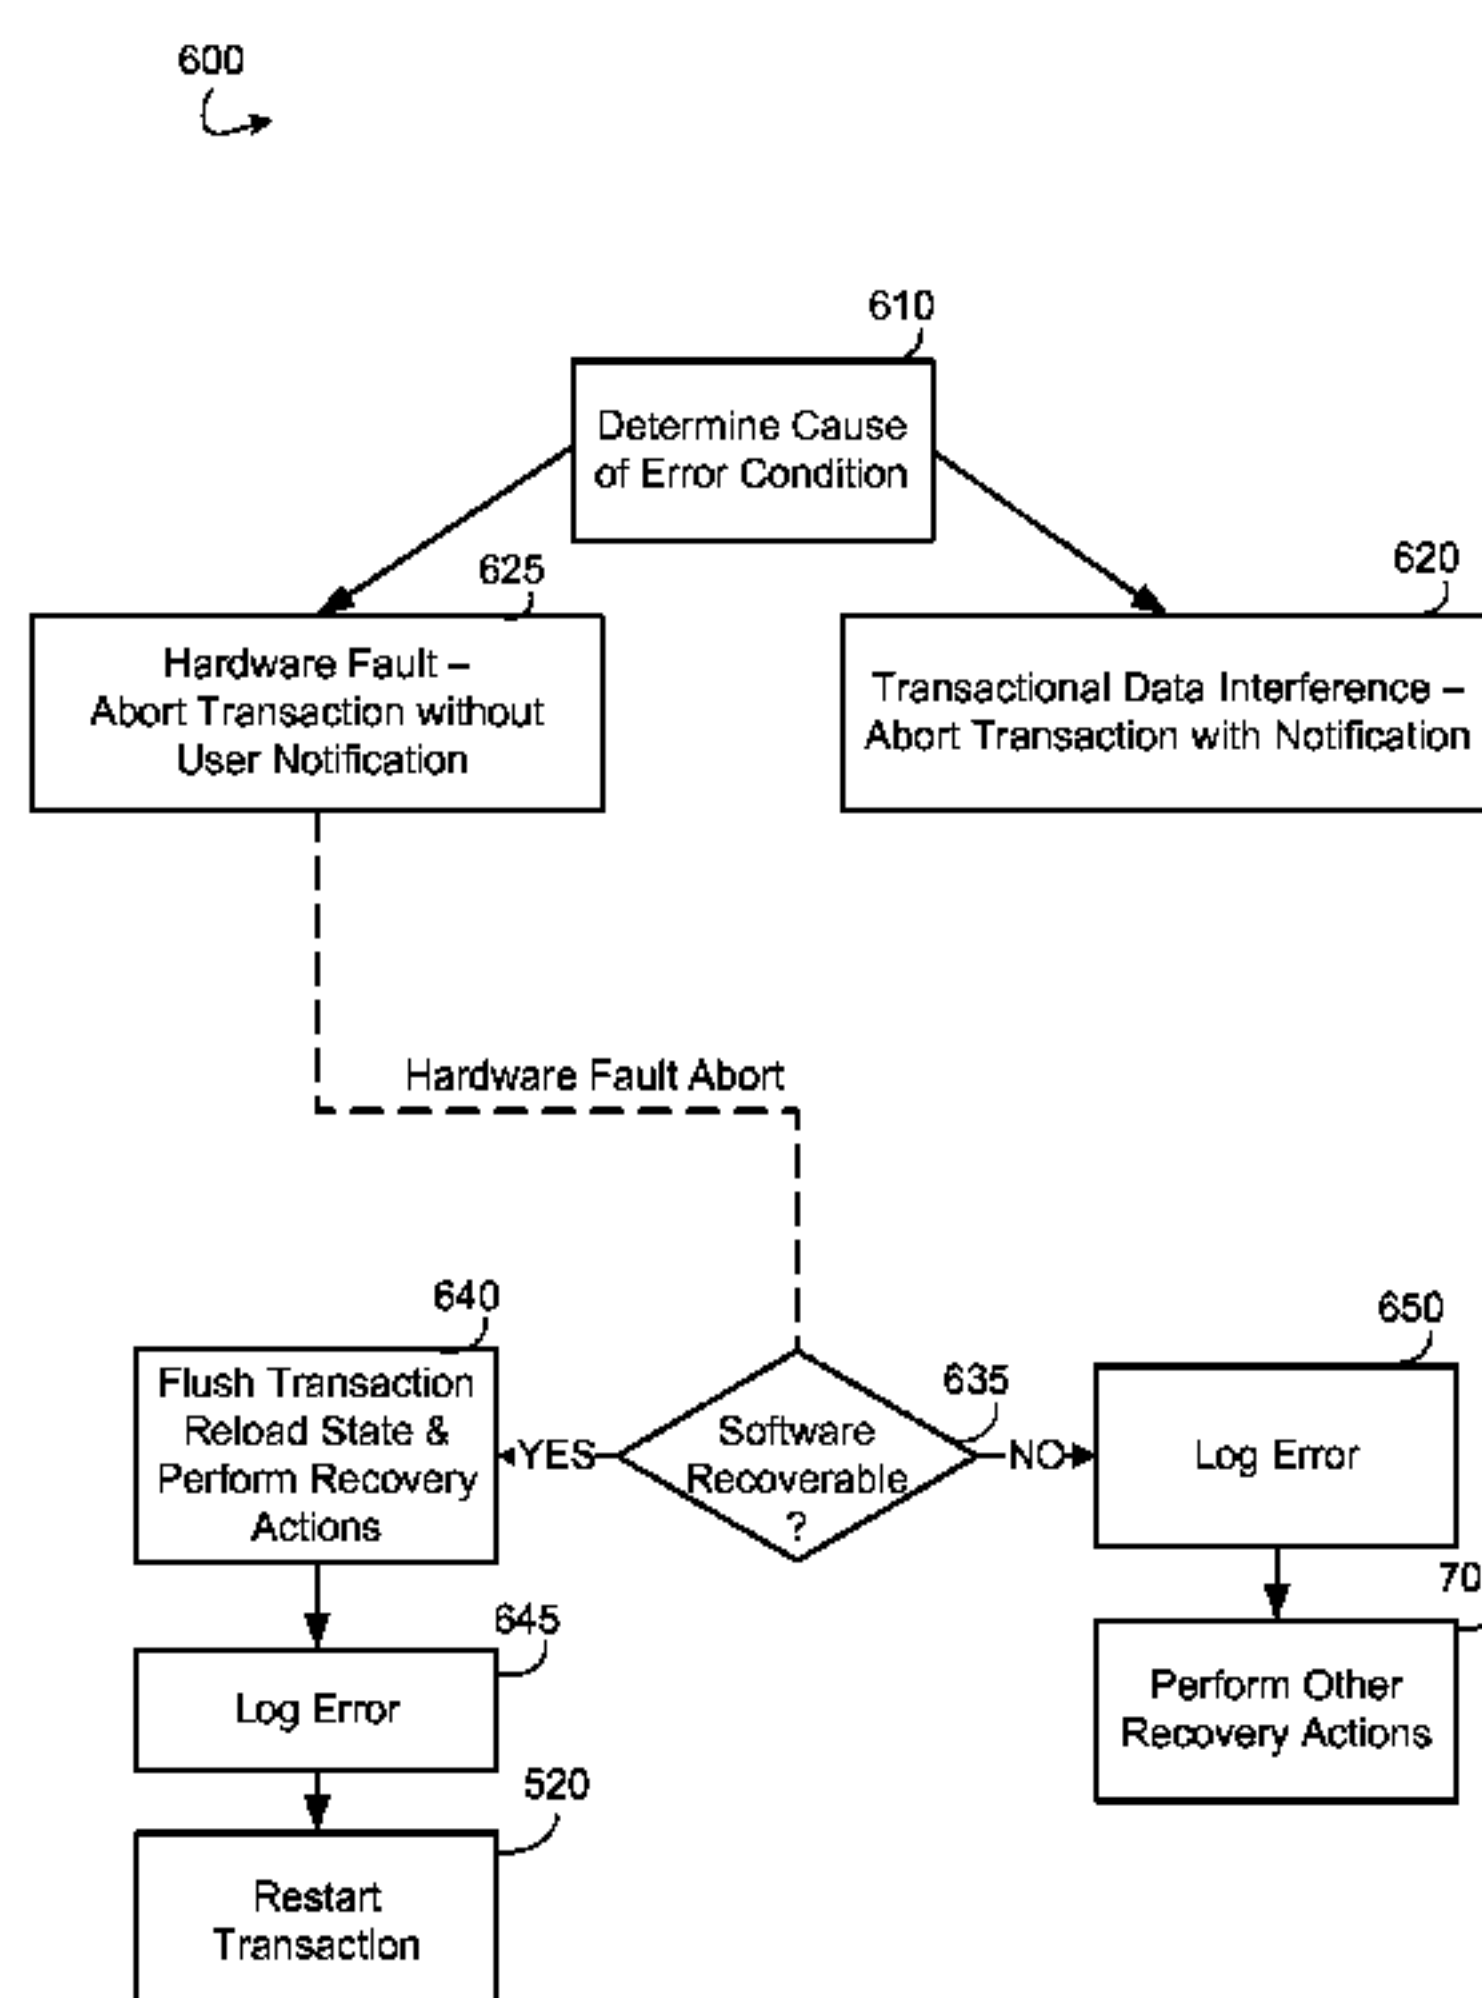 600
610
Determine Cause
of Error Condition
625
Hardware Fault –
Abort Transaction without
User Notification
620
Transactional Data Interference –
Abort Transaction with Notification
Hardware Fault Abort
640
Flush Transaction
Reload State &
Perform Recovery
Actions
YES
635
Software
Recoverable
?
NO
650
Log Error
645
Log Error
70
Perform Other
Recovery Actions
520
Restart
Transaction